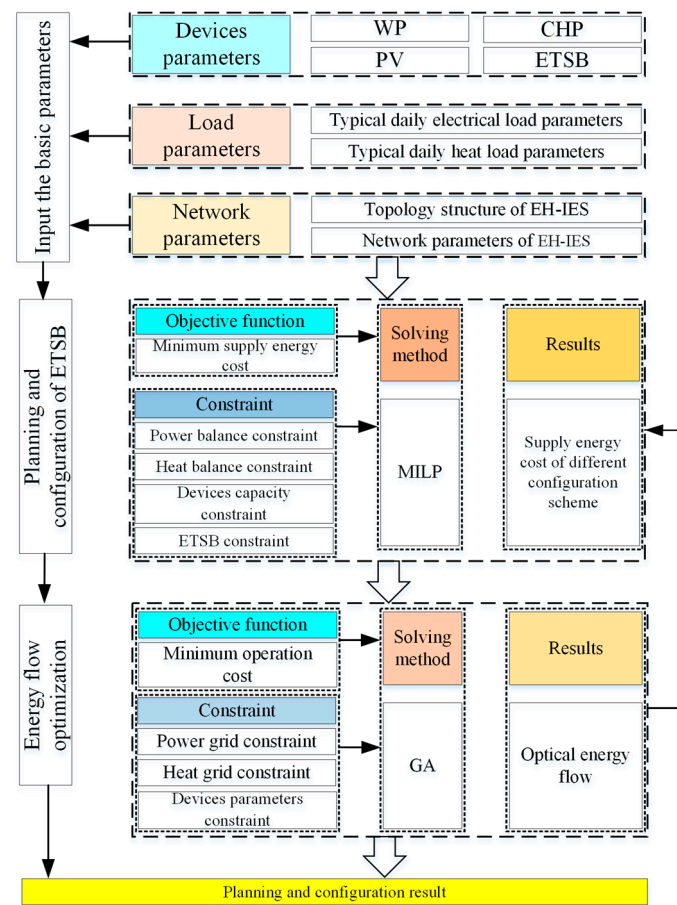 Input the basic parameters
Devices
parameters
WP
CHP
PV
ETSB
Load
parameters
Typical daily electrical load parameters
Typical daily heat load parameters
Network
parameters
Topology structure of EH-IES
Network parameters of EH-IES
Planning and
configuration of ETSB
Objective function
Minimum supply energy
cost
Constraint
Power balance constraint
Heat balance constraint
Devices capacity
constraint
ETSB constraint
Solving
method
MILP
Results
Supply energy
cost of different
configuration
scheme
Energy flow
optimization
Objective function
Minimum operation
cost
Constraint
Power grid constraint
Heat grid constraint
Devices parameters
constraint
Solving
method
GA
Results
Optical energy
flow
Planning and configuration result